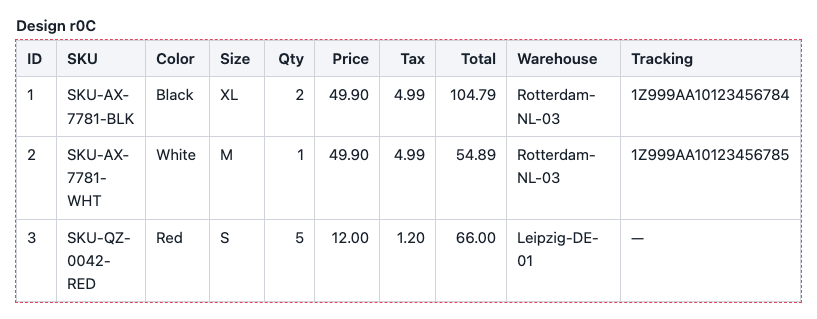 Design r0C
ID SKU Color Size Qty Price Tax Total Warehouse Tracking
1 SKU-AX- Black XL 2 49.90 4.99 104.79 Rotterdam- 1Z999AA10123456784
7781-BLK NL-03
2 SKU-AX- White M 1 49.90 4.99 54.89 Rotterdam- 1Z999AA10123456785
7781- NL-03
WHT
3 SKU-QZ- Red S 5 12.00 1.20 66.00 Leipzig-DE- —
0042- 01
RED